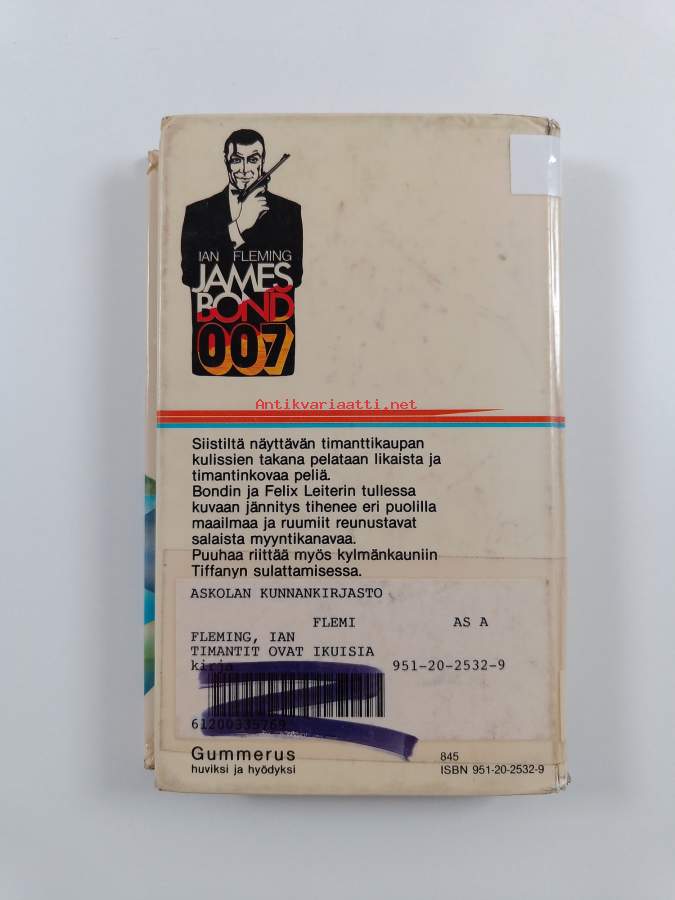 IAN FLEMING
JAMES
BOND
007
Antikvariaatti.net
Siistiltä näyttävän timanttikaupan
kulissien takana pelataan likaista ja
timantinkovaa peliä.
Bondin ja Felix Leiterin tullessa
kuvaan jännitys tihenee eri puolilla
maailmaa ja ruumiit reunustavat
salaista myyntikanavaa.
Puuhaa riittää myös kylmänkauniin
Tiffanyn sulattamisessa.
ASKOLAN KUNNANKIRJASTO
FLEMI AS A
FLEMING, IAN
TIMANTIT OVAT IKUISIA
kirja 951-20-2532-9
61200335769
Gummerus 845
huviksi ja hyödyksi ISBN 951-20-2532-9